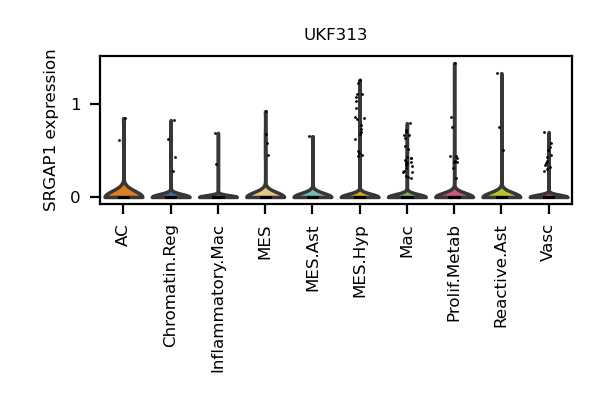 UKF313
SRGAP1 expression
1
0
AC
Chromatin.Reg
Inflammatory.Mac
MES
MES.Ast
MES.Hyp
Mac
Prolif.Metab
Reactive.Ast
Vasc